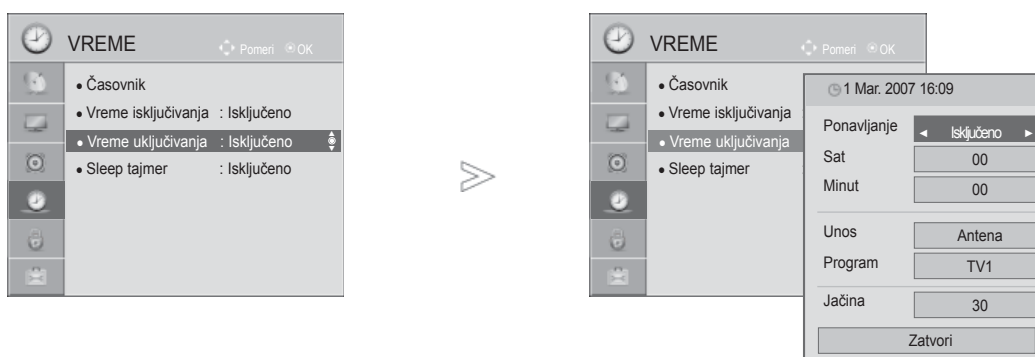 VREME
Pomeri OK
• Časovnik
• Vreme isključivanja : Isključeno
• Vreme uključivanja : Isključeno
• Sleep tajmer : Isključeno
VREME
Pomeri OK
• Časovnik
• Vreme isključivanja :
• Vreme uključivanja
• Sleep tajmer
1 Mar. 2007 16:09
Ponavljanje ◄ Isključeno ►
Sat 00
Minut 00
Unos Antena
Program TV1
Jačina 30
Zatvori